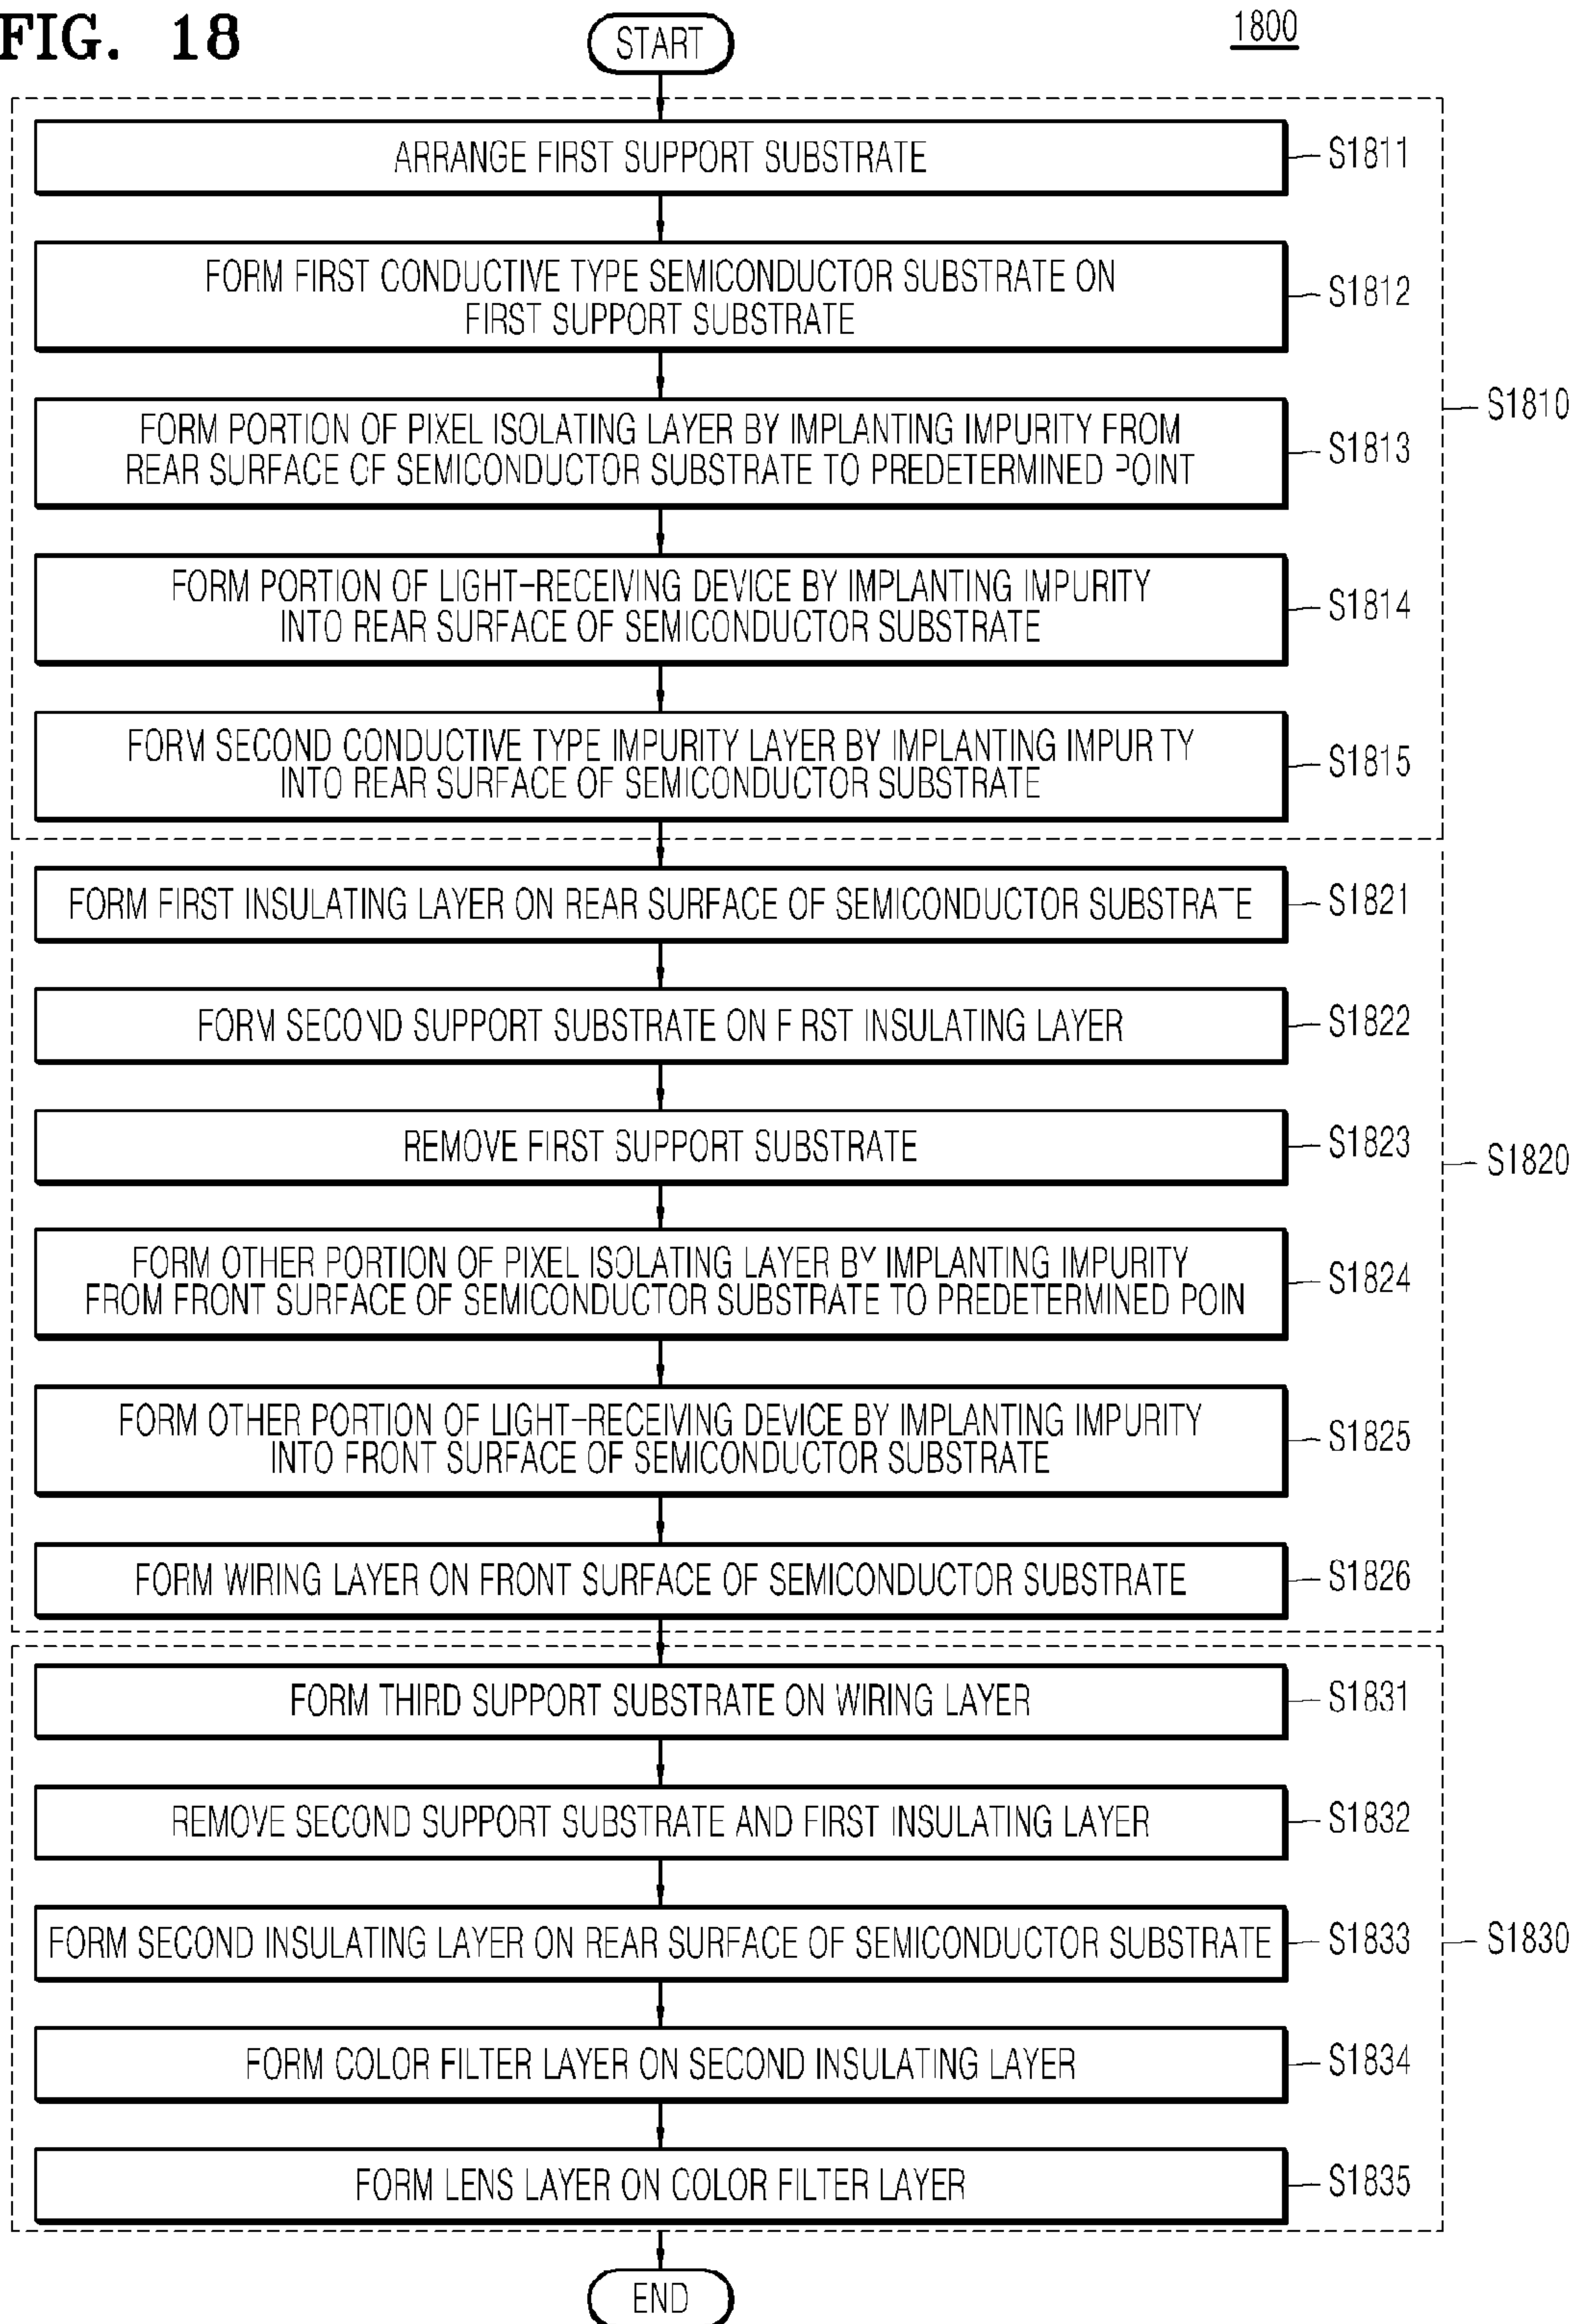 FIG. 18
1800
START
ARRANGE FIRST SUPPORT SUBSTRATE
S1811
FORM FIRST CONDUCTIVE TYPE SEMICONDUCTOR SUBSTRATE ON
FIRST SUPPORT SUBSTRATE
S1812
FORM PORTION OF PIXEL ISOLATING LAYER BY IMPLANTING IMPURITY FROM
REAR SURFACE OF SEMICONDUCTOR SUBSTRATE TO PREDETERMINED POINT
S1813
S1810
FORM PORTION OF LIGHT-RECEIVING DEVICE BY IMPLANTING IMPURITY
INTO REAR SURFACE OF SEMICONDUCTOR SUBSTRATE
S1814
FORM SECOND CONDUCTIVE TYPE IMPURITY LAYER BY IMPLANTING IMPURITY
INTO REAR SURFACE OF SEMICONDUCTOR SUBSTRATE
S1815
FORM FIRST INSULATING LAYER ON REAR SURFACE OF SEMICONDUCTOR SUBSTRATE
S1821
FORM SECOND SUPPORT SUBSTRATE ON FIRST INSULATING LAYER
S1822
REMOVE FIRST SUPPORT SUBSTRATE
S1823
S1820
FORM OTHER PORTION OF PIXEL ISOLATING LAYER BY IMPLANTING IMPURITY
FROM FRONT SURFACE OF SEMICONDUCTOR SUBSTRATE TO PREDETERMINED POIN
S1824
FORM OTHER PORTION OF LIGHT-RECEIVING DEVICE BY IMPLANTING IMPURITY
INTO FRONT SURFACE OF SEMICONDUCTOR SUBSTRATE
S1825
FORM WIRING LAYER ON FRONT SURFACE OF SEMICONDUCTOR SUBSTRATE
S1826
FORM THIRD SUPPORT SUBSTRATE ON WIRING LAYER
S1831
REMOVE SECOND SUPPORT SUBSTRATE AND FIRST INSULATING LAYER
S1832
FORM SECOND INSULATING LAYER ON REAR SURFACE OF SEMICONDUCTOR SUBSTRATE
S1833
S1830
FORM COLOR FILTER LAYER ON SECOND INSULATING LAYER
S1834
FORM LENS LAYER ON COLOR FILTER LAYER
S1835
END